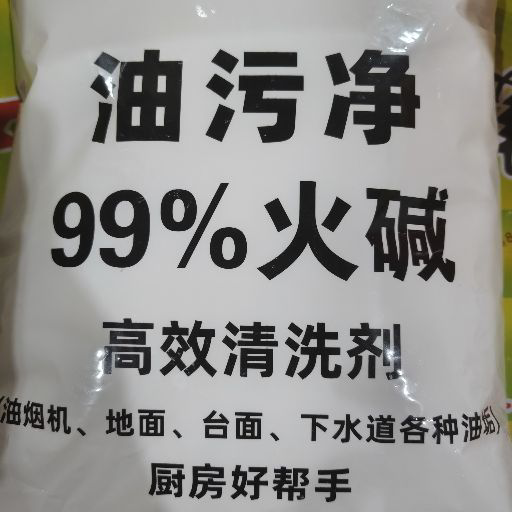 油污净
99%火碱
高效清洗剂
(油烟机、地面、台面、下水道各种油垢)
厨房好帮手